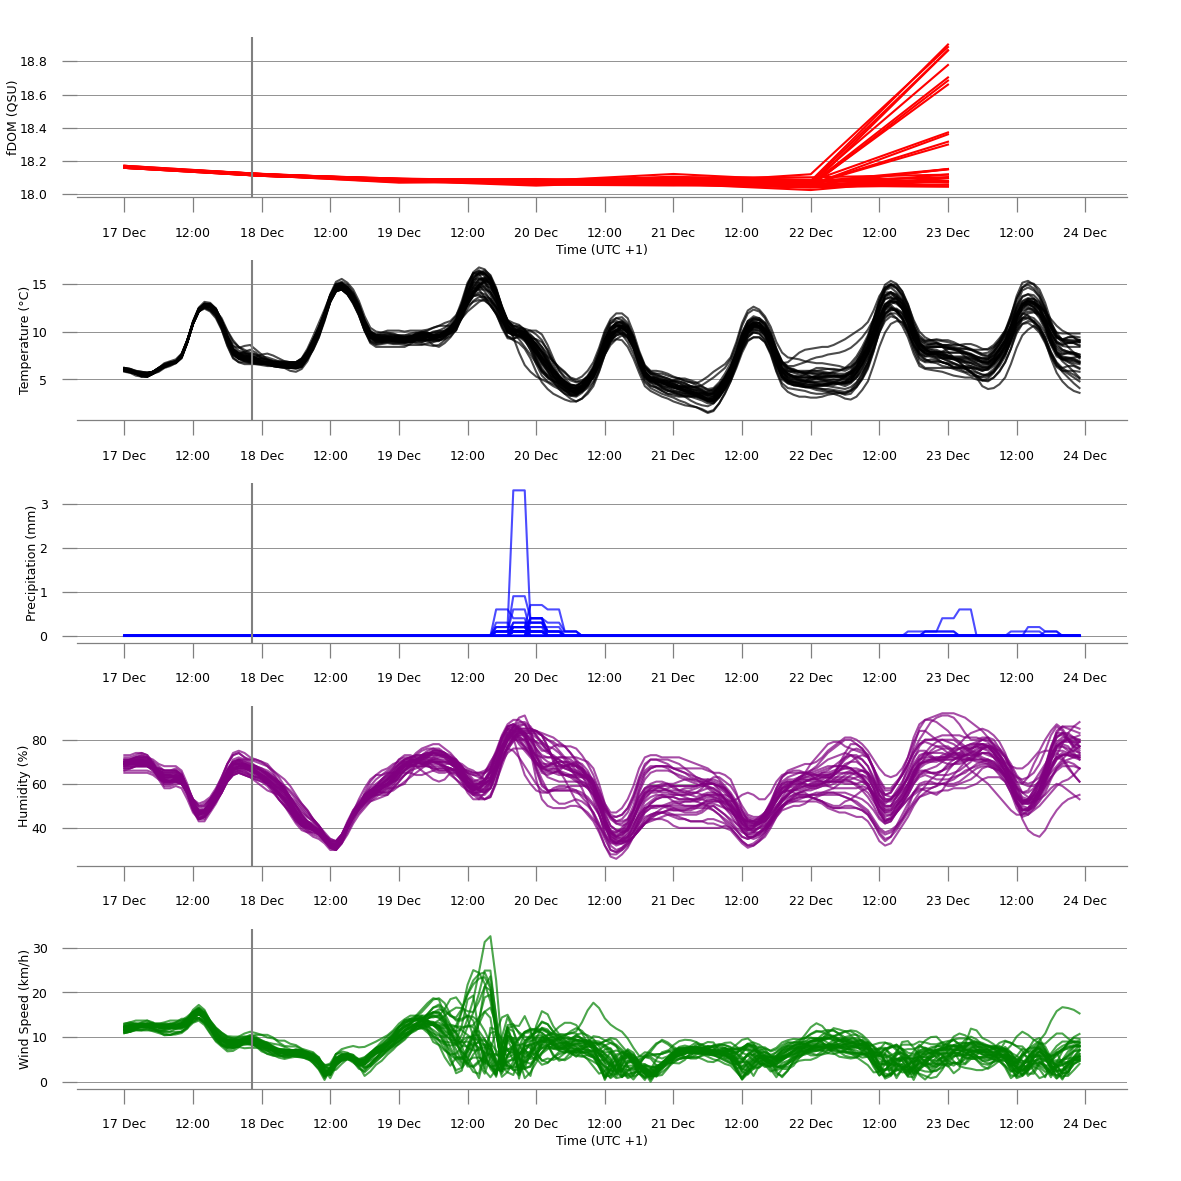 fDOM (QSU)
18.8
18.6
18.4
18.2
18.0
17 Dec 12:00 18 Dec 12:00 19 Dec 12:00 20 Dec 12:00 21 Dec 12:00 22 Dec 12:00 23 Dec 12:00 24 Dec
Time (UTC +1)
Temperature (°C)
15
10
5
17 Dec 12:00 18 Dec 12:00 19 Dec 12:00 20 Dec 12:00 21 Dec 12:00 22 Dec 12:00 23 Dec 12:00 24 Dec
Precipitation (mm)
3
2
1
0
17 Dec 12:00 18 Dec 12:00 19 Dec 12:00 20 Dec 12:00 21 Dec 12:00 22 Dec 12:00 23 Dec 12:00 24 Dec
Humidity (%)
80
60
40
17 Dec 12:00 18 Dec 12:00 19 Dec 12:00 20 Dec 12:00 21 Dec 12:00 22 Dec 12:00 23 Dec 12:00 24 Dec
Wind Speed (km/h)
30
20
10
0
17 Dec 12:00 18 Dec 12:00 19 Dec 12:00 20 Dec 12:00 21 Dec 12:00 22 Dec 12:00 23 Dec 12:00 24 Dec
Time (UTC +1)